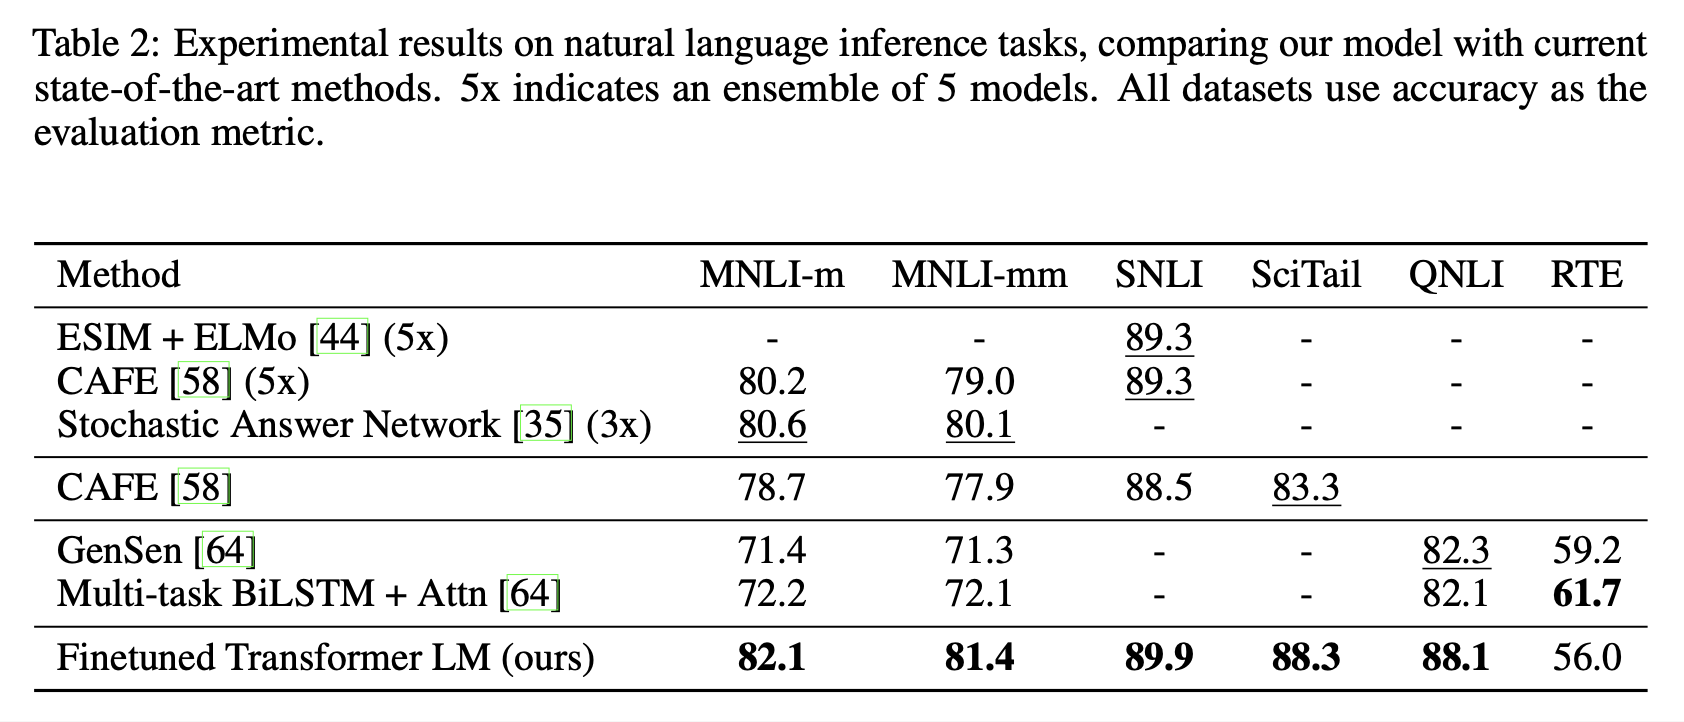 Table 2: Experimental results on natural language inference tasks, comparing our model with current
state-of-the-art methods. 5x indicates an ensemble of 5 models. All datasets use accuracy as the
evaluation metric.
Method MNLI-m MNLI-mm SNLI SciTail QNLI RTE
ESIM + ELMo [44] (5x) - - 89.3 - - -
CAFE [58] (5x) 80.2 79.0 89.3 - - -
Stochastic Answer Network [35] (3x) 80.6 80.1 - - - -
CAFE [58] 78.7 77.9 88.5 83.3
GenSen [64] 71.4 71.3 - - 82.3 59.2
Multi-task BiLSTM + Attn [64] 72.2 72.1 - - 82.1 61.7
Finetuned Transformer LM (ours) 82.1 81.4 89.9 88.3 88.1 56.0